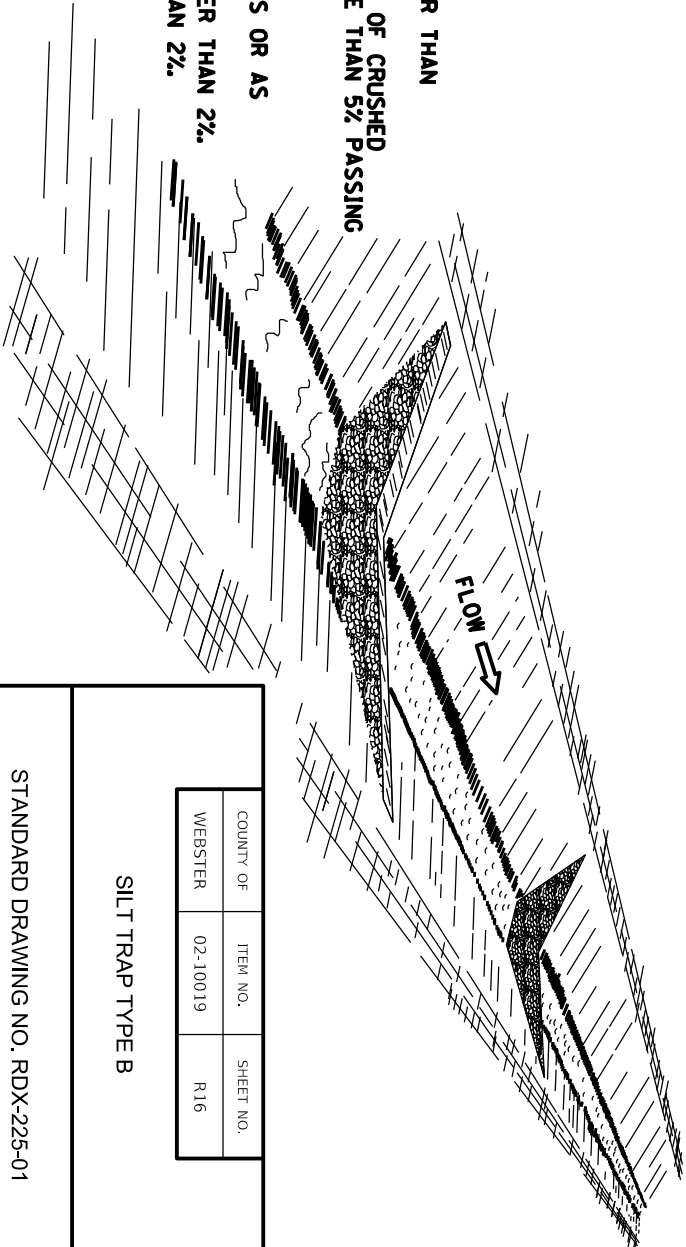 R THAN
OF CRUSHED
E THAN 5% PASSING
S OR AS
ER THAN 2%.
AN 2%.
FLOW
COUNTY OF ITEM NO. SHEET NO.
WEBSTER 02-10019 R16
SILT TRAP TYPE B
STANDARD DRAWING NO. RDX-225-01